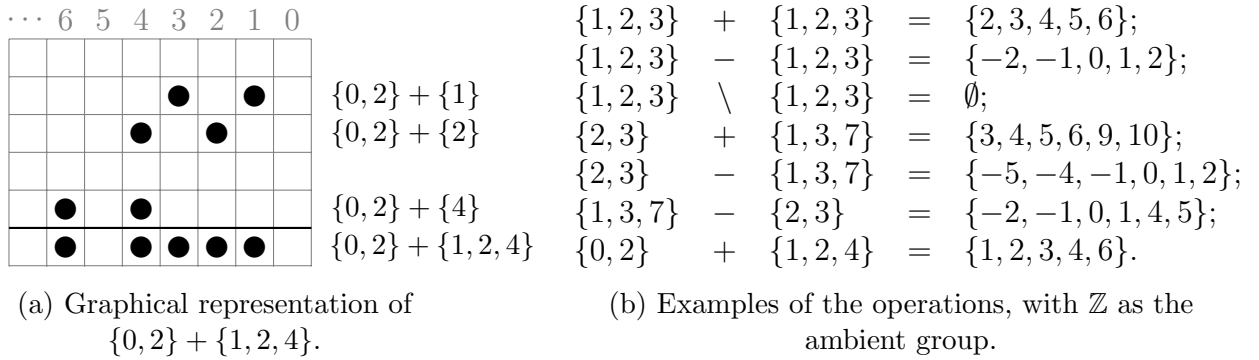 ··· 6 5 4 3 2 1 0
{0, 2} + {1}
{0, 2} + {2}
{0, 2} + {4}
{0, 2} + {1, 2, 4}
(a) Graphical representation of
{0, 2} + {1, 2, 4}.
{1, 2, 3} + {1, 2, 3} = {2, 3, 4, 5, 6};
{1, 2, 3} − {1, 2, 3} = {−2, −1, 0, 1, 2};
{1, 2, 3} \ {1, 2, 3} = ∅;
{2, 3} + {1, 3, 7} = {3, 4, 5, 6, 9, 10};
{2, 3} − {1, 3, 7} = {−5, −4, −1, 0, 1, 2};
{1, 3, 7} − {2, 3} = {−2, −1, 0, 1, 4, 5};
{0, 2} + {1, 2, 4} = {1, 2, 3, 4, 6}.
(b) Examples of the operations, with ℤ as the
ambient group.